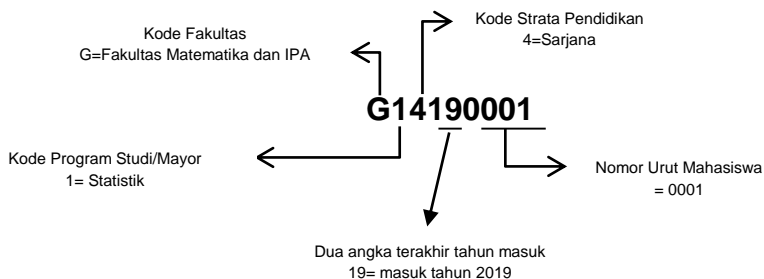 Kode Fakultas
G=Fakultas Matematika dan IPA
Kode Strata Pendidikan
4=Sarjana
G14190001
Kode Program Studi/Mayor
1= Statistik
Nomor Urut Mahasiswa
= 0001
Dua angka terakhir tahun masuk
19= masuk tahun 2019